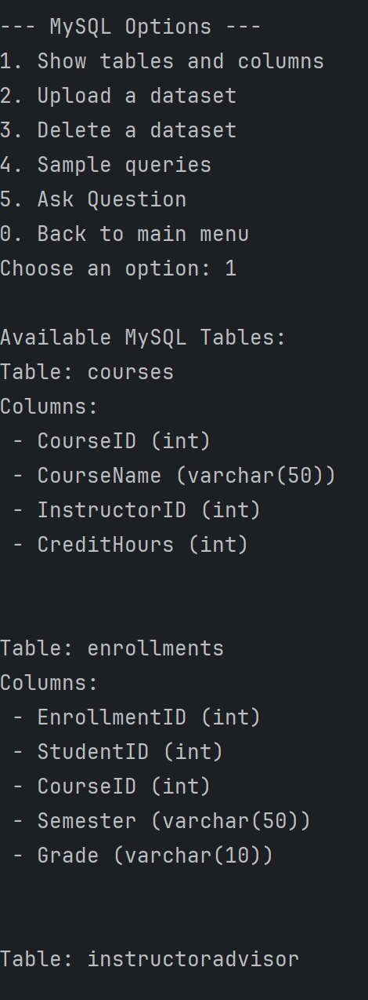 --- MySQL Options ---
1. Show tables and columns
2. Upload a dataset
3. Delete a dataset
4. Sample queries
5. Ask Question
0. Back to main menu
Choose an option: 1
Available MySQL Tables:
Table: courses
Columns:
- CourseID (int)
- CourseName (varchar(50))
- InstructorID (int)
- CreditHours (int)
Table: enrollments
Columns:
- EnrollmentID (int)
- StudentID (int)
- CourseID (int)
- Semester (varchar(50))
- Grade (varchar(10))
Table: instructoradvisor